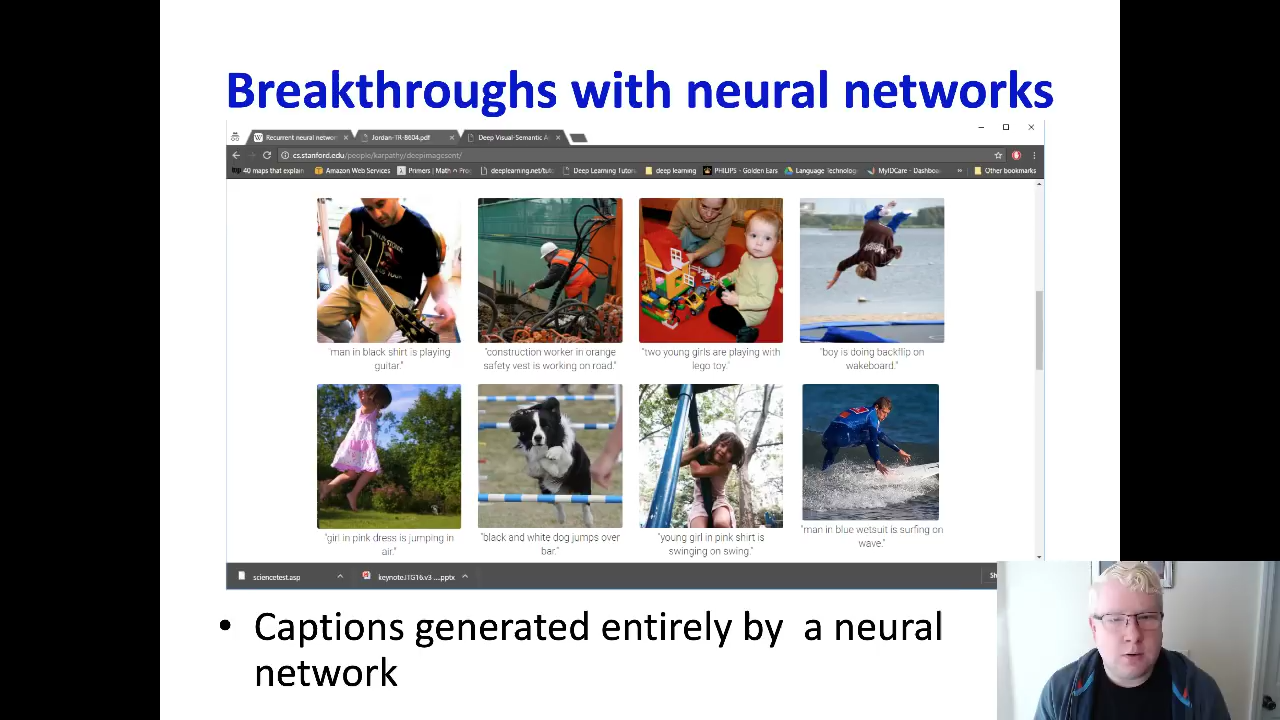 Breakthroughs with neural networks
Recurrent neural networ
Jordan-TR-8604.pdf
Deep Visual-Semantic A
cs.stanford.edu/people/karpathy/deepimagesent/
40 maps that explain
Amazon Web Services
Primers | Math ∩ Prog
deeplearning.net/tuto
Deep Learning Tutori
deep learning
PHILIPS - Golden Ears
Language Technolog
MyIDCare - Dashboa
»
Other bookmarks
"man in black shirt is playing
guitar."
"construction worker in orange
safety vest is working on road."
"two young girls are playing with
lego toy."
"boy is doing backflip on
wakeboard."
"girl in pink dress is jumping in
air."
"black and white dog jumps over
bar."
"young girl in pink shirt is
swinging on swing."
"man in blue wetsuit is surfing on
wave."
sciencetest.asp
keynoteJTG16.v3 ....pptx
Sh
• Captions generated entirely by a neural
network